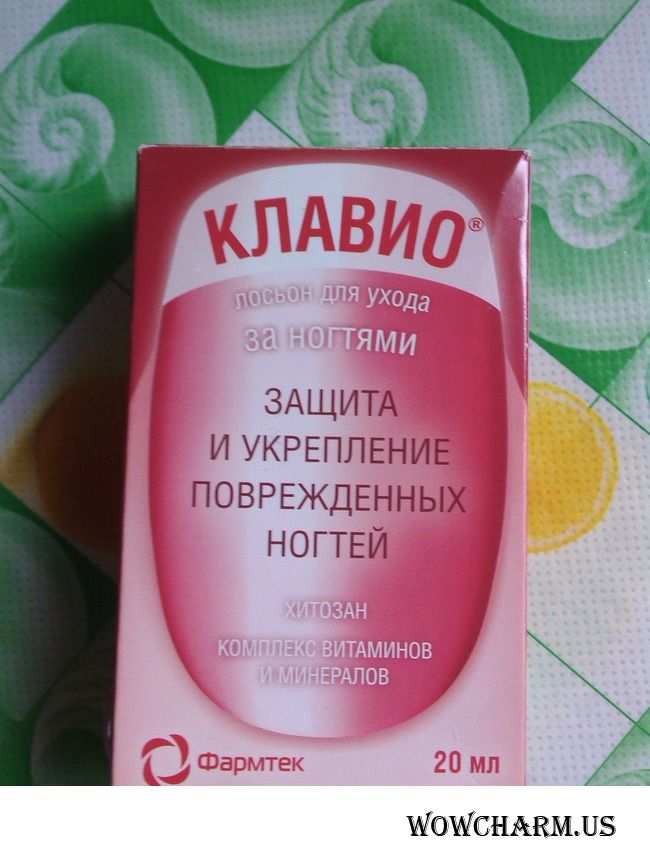 КЛАВИО®
лосьон для ухода
за ногтями
ЗАЩИТА
И УКРЕПЛЕНИЕ
ПОВРЕЖДЕННЫХ
НОГТЕЙ
ХИТОЗАН
КОМПЛЕКС ВИТАМИНОВ
И МИНЕРАЛОВ
Фармтек 20 мл
WOWCHARM.US